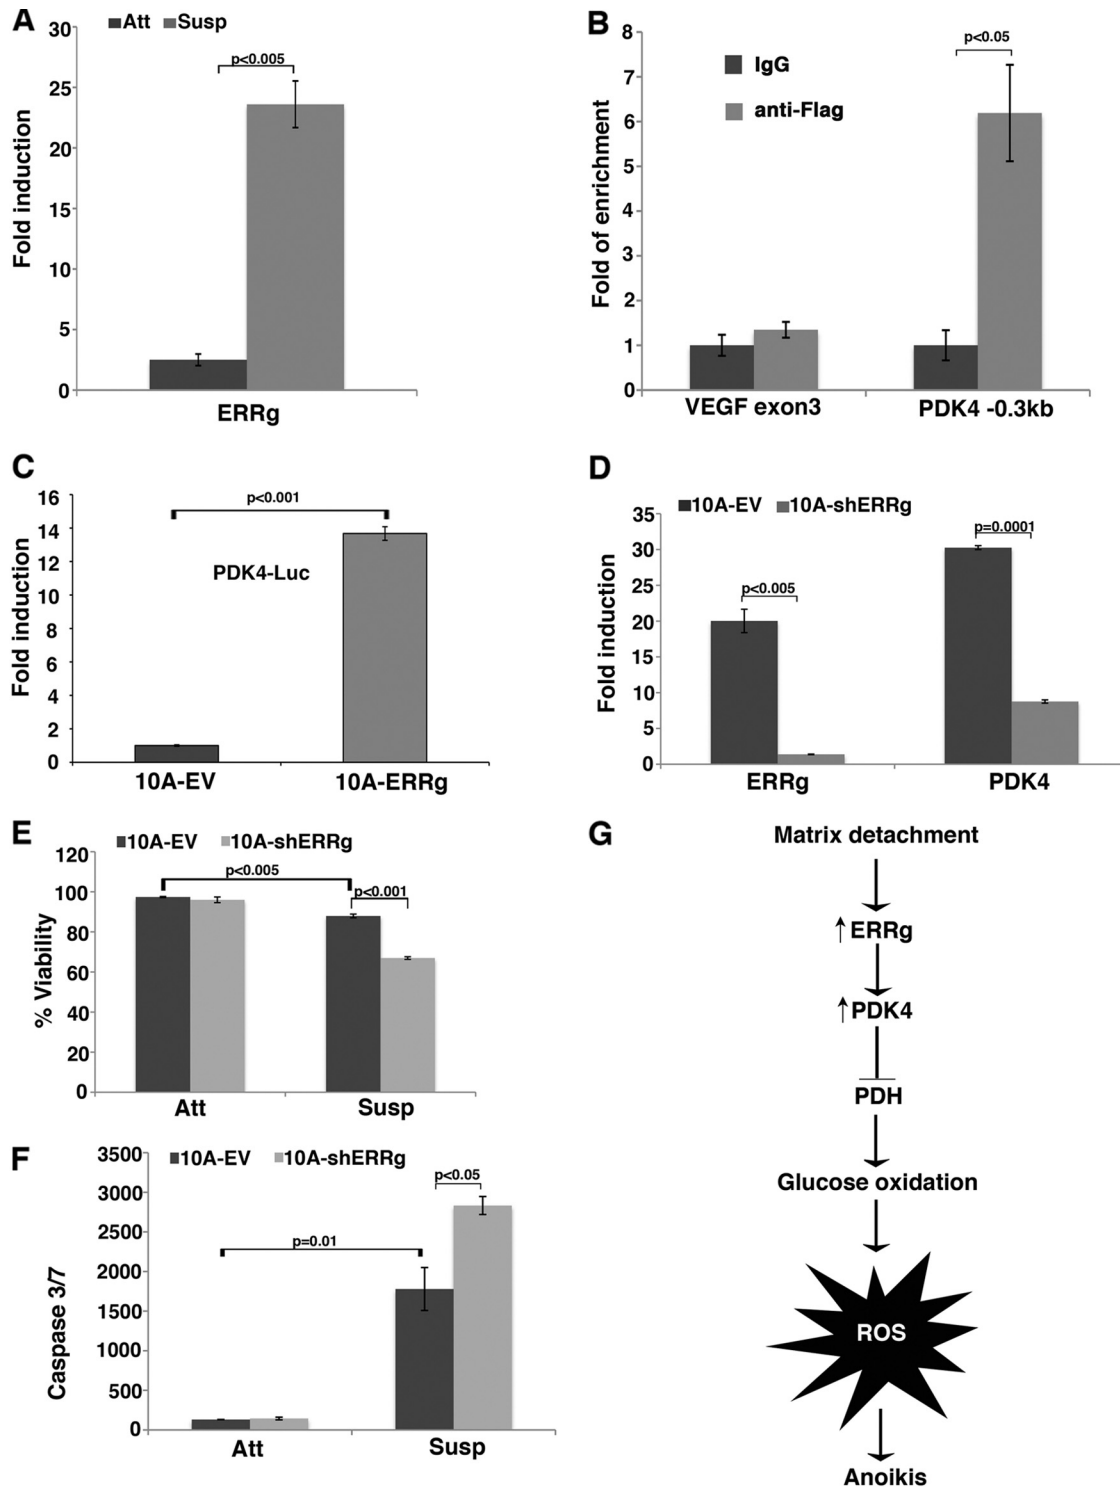 A
Att Susp
p<0.005
Fold induction
30
25
20
15
10
5
0
ERRg
B
IgG
anti-Flag
p<0.05
Fold of enrichment
8
7
6
5
4
3
2
1
0
VEGF exon3 PDK4 -0.3kb
C
p<0.001
PDK4-Luc
Fold induction
16
14
12
10
8
6
4
2
0
10A-EV 10A-ERRg
D
10A-EV 10A-shERRg
p=0.0001
p<0.005
Fold induction
35
30
25
20
15
10
5
0
ERRg PDK4
E
10A-EV 10A-shERRg
p<0.005
p<0.001
% Viability
120
100
80
60
40
20
0
Att Susp
F
10A-EV 10A-shERRg
p<0.05
p=0.01
Caspase 3/7
3500
3000
2500
2000
1500
1000
500
0
Att Susp
G
Matrix detachment
↑ERRg
↑PDK4
PDH
Glucose oxidation
ROS
Anoikis